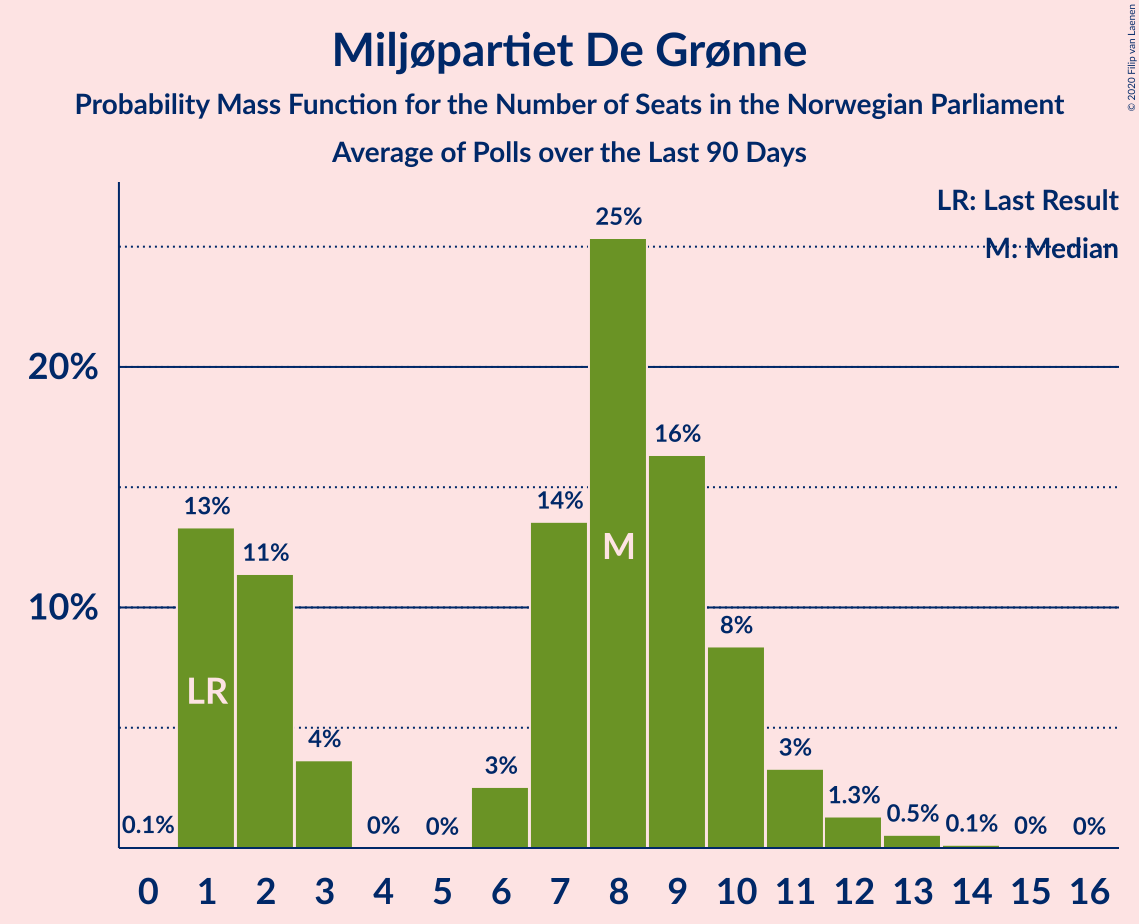 Miljøpartiet De Grønne
Probability Mass Function for the Number of Seats in the Norwegian Parliament
Average of Polls over the Last 90 Days
© 2020 Filip van Laenen
LR: Last Result
M: Median
25%
20%
16%
13%
14%
11%
M
10%
8%
LR
4%
3%
3%
1.3%
0.1%
0%
0%
0.5%
0.1%
0%
0%
0 1 2 3 4 5 6 7 8 9 10 11 12 13 14 15 16